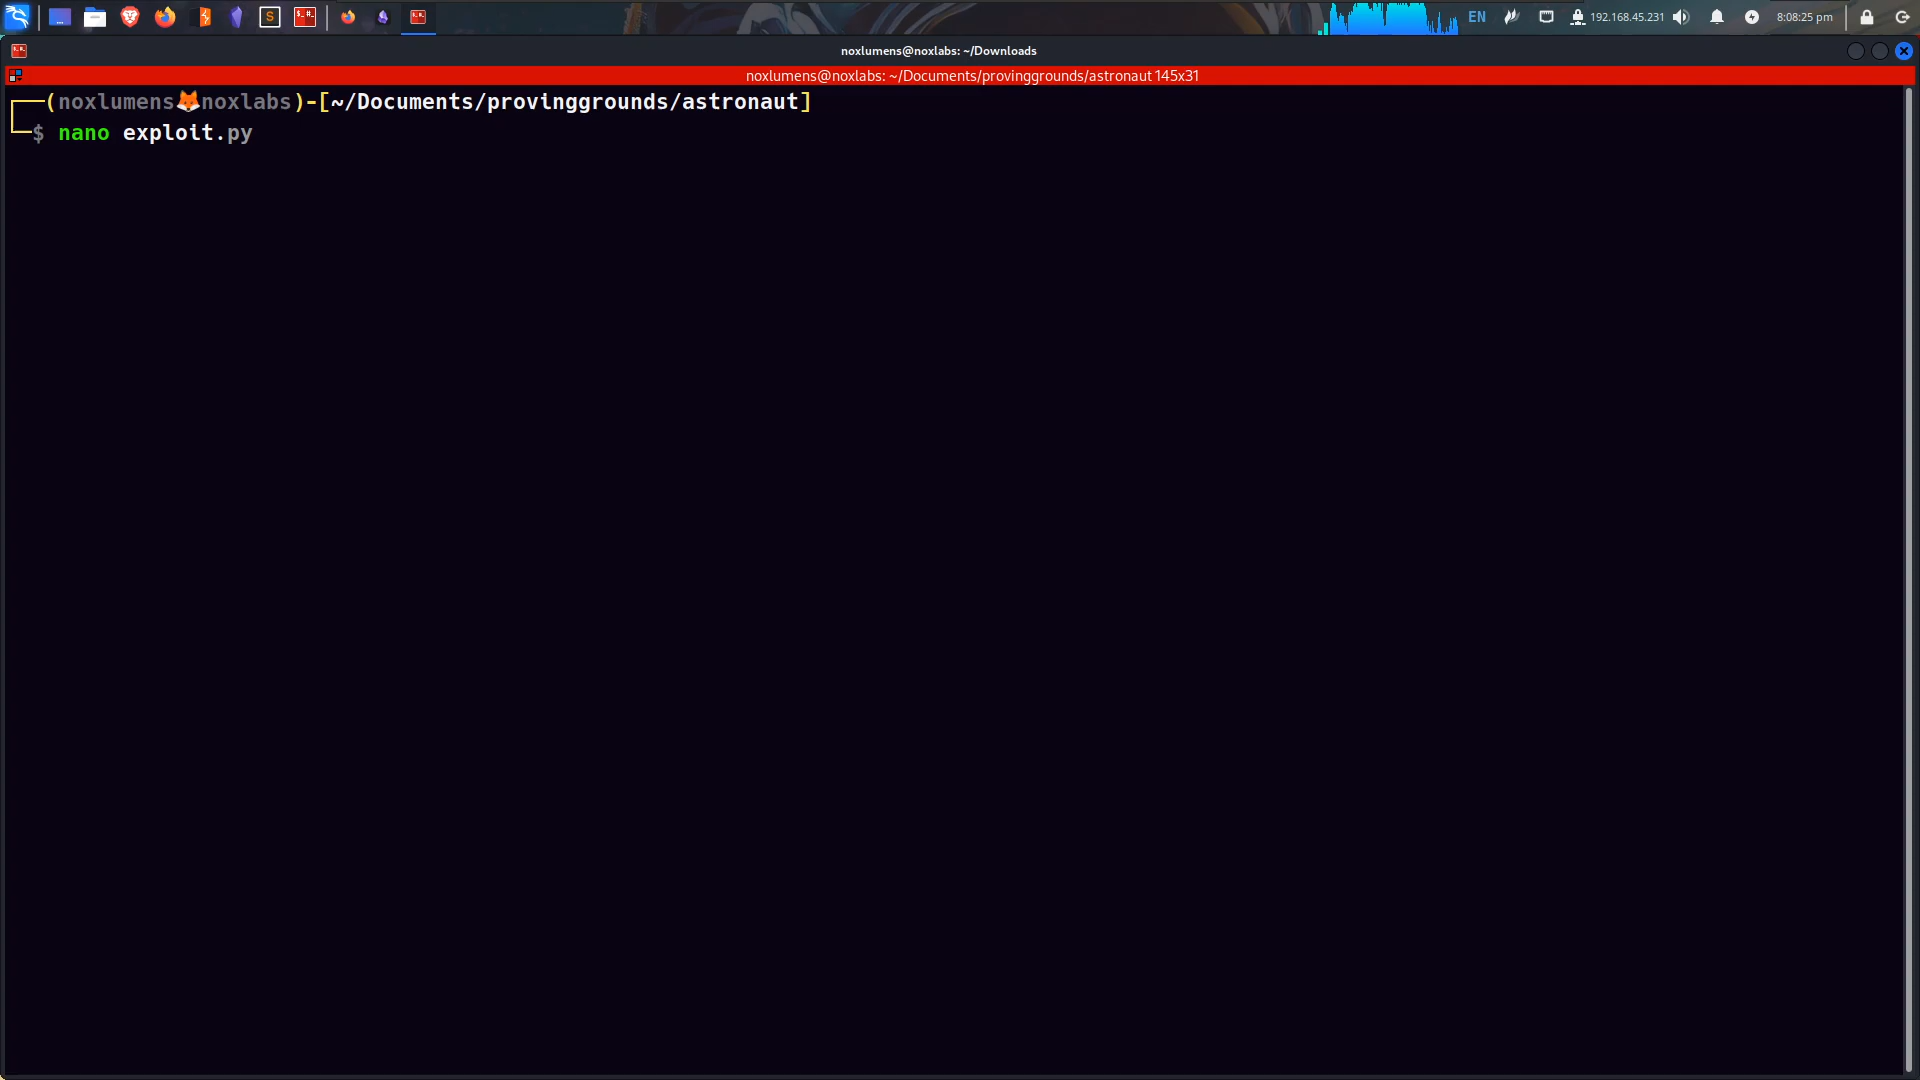 EN
192.168.45.231
8:08:25 pm
noxlumens@noxlabs: ~/Downloads
noxlumens@noxlabs: ~/Documents/provinggrounds/astronaut 145x31
(noxlumens🦊noxlabs)-[~/Documents/provinggrounds/astronaut]
$ nano exploit.py